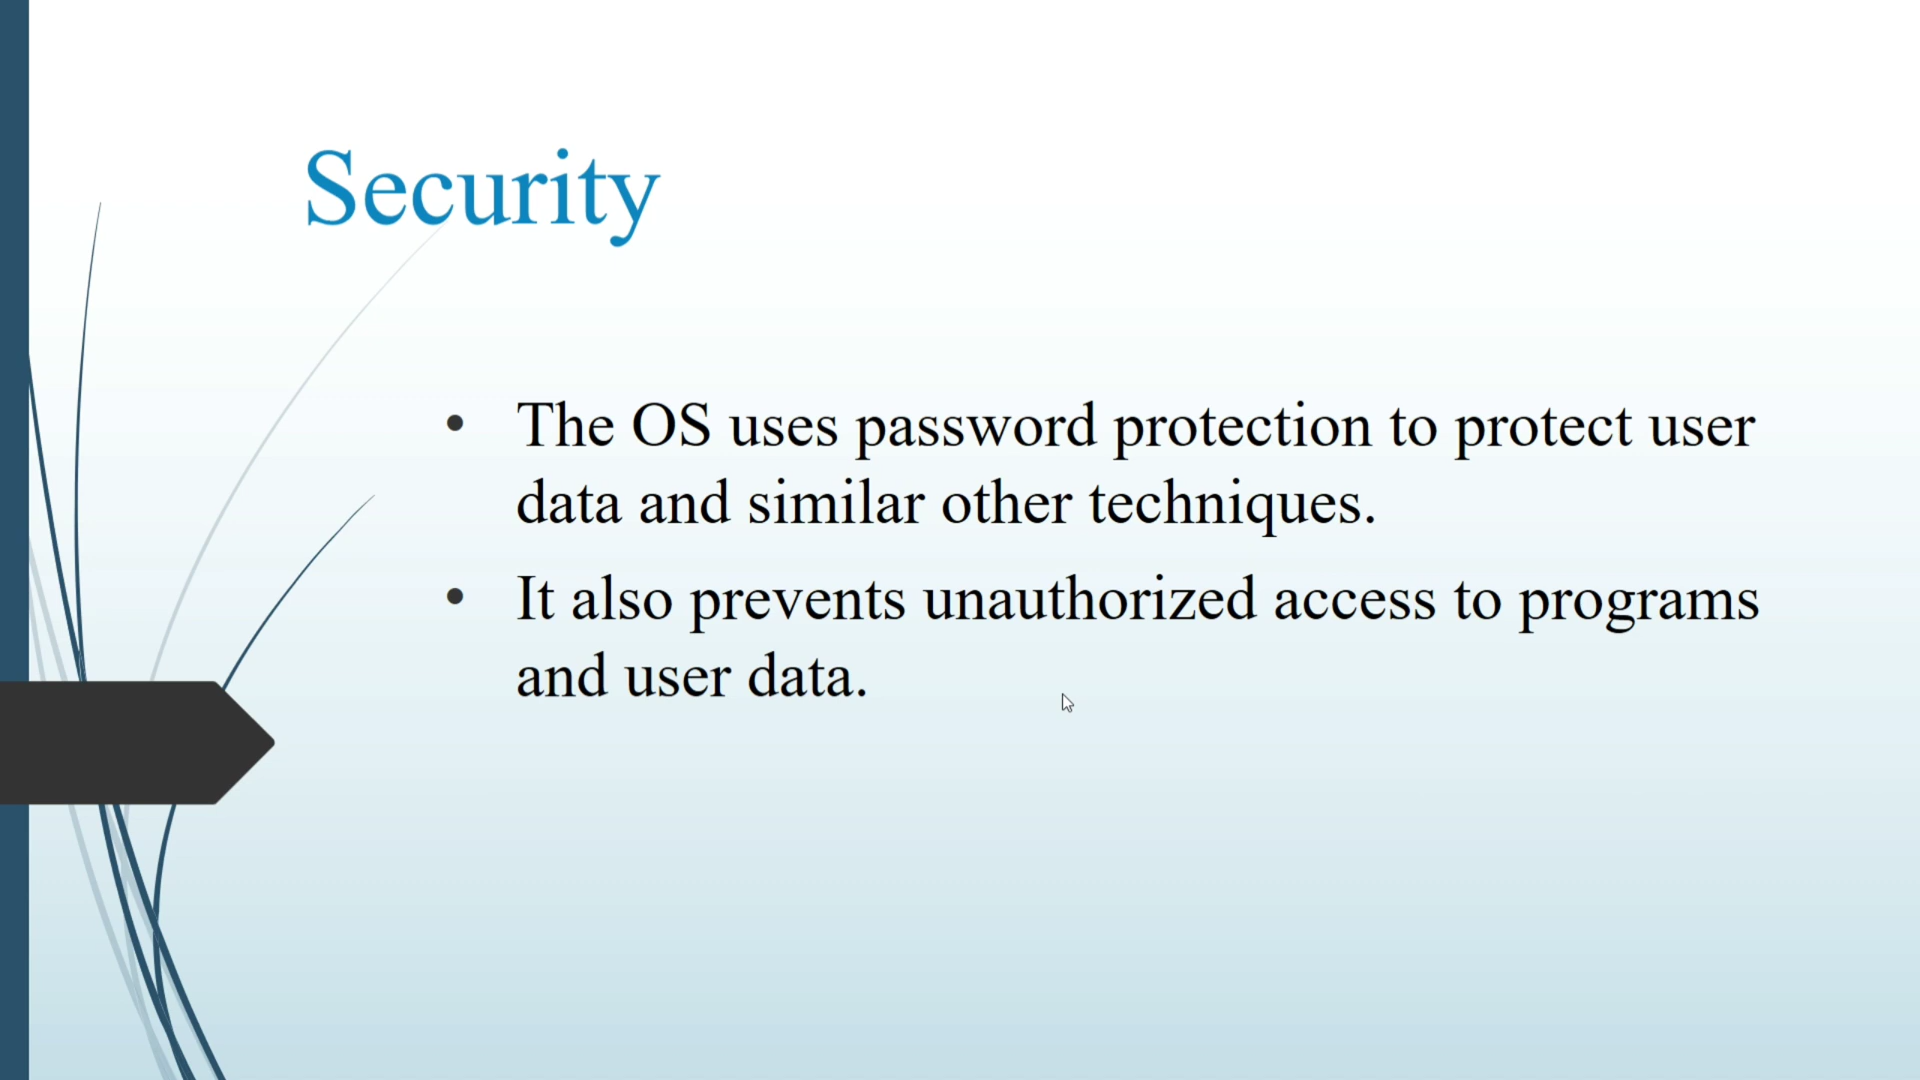 Security
• The OS uses password protection to protect user
data and similar other techniques.
• It also prevents unauthorized access to programs
and user data.